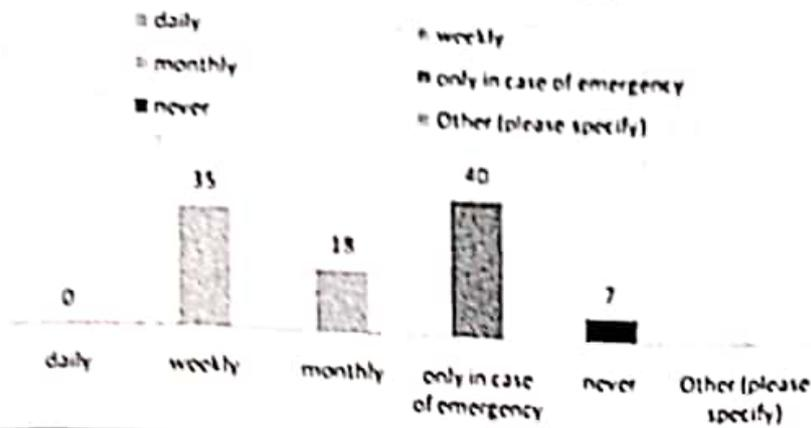 daily
weekly
monthly
only in case of emergency
never
Other (please specify)
35
40
18
0
7
daily
weekly
monthly
only in case
of emergency
never
Other (please
specify)